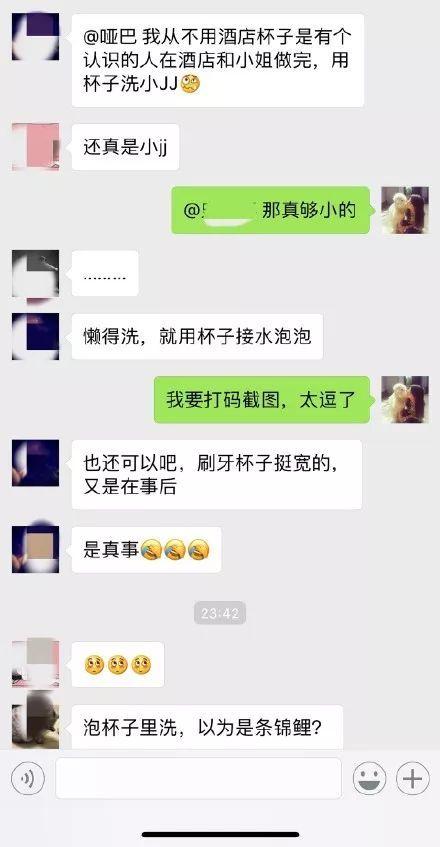 @哑巴 我从不用酒店杯子是有个
认识的人在酒店和小姐做完，用
杯子洗小JJ
还真是小jj
@ 那真够小的
.........
懒得洗，就用杯子接水泡泡
我要打码截图，太逗了
也还可以吧，刷牙杯子挺宽的，
又是在事后
是真事
23:42
泡杯子里洗，以为是条锦鲤？